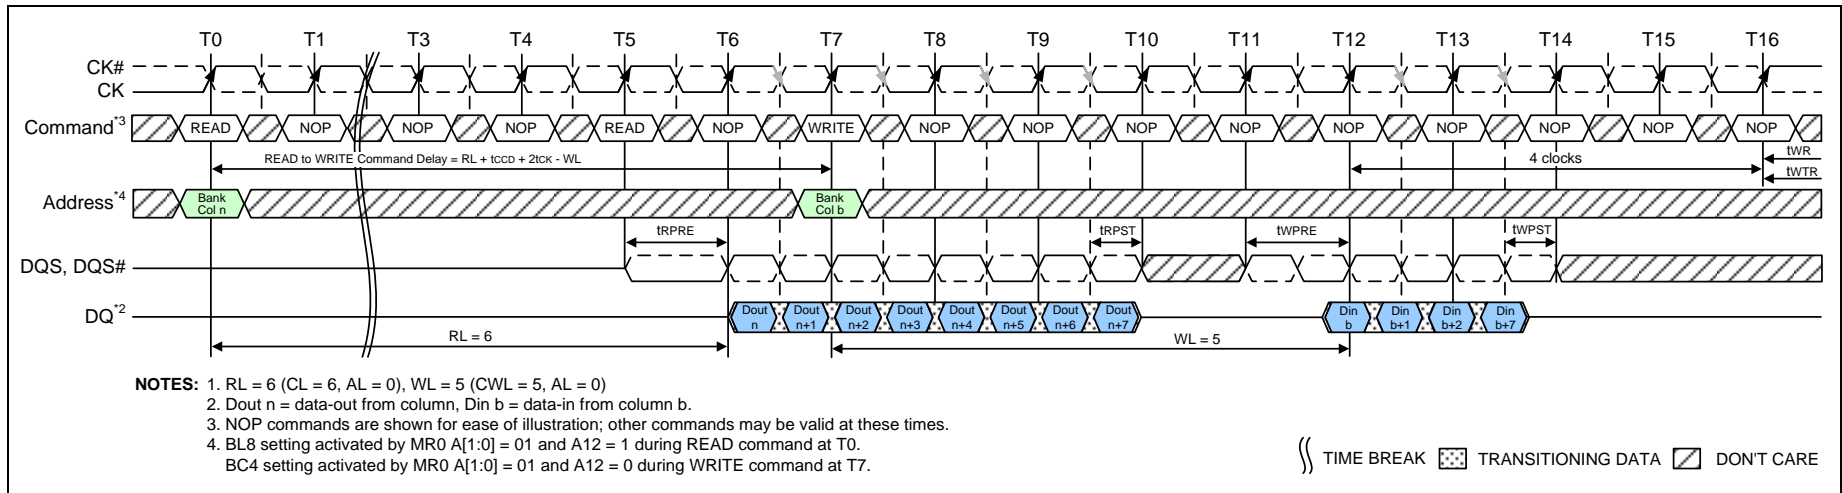 T0 T1 T3 T4 T5 T6 T7 T8 T9 T10 T11 T12 T13 T14 T15 T16
CK#
CK
Command*3 READ NOP NOP NOP READ NOP WRITE NOP NOP NOP NOP NOP NOP NOP NOP NOP
READ to WRITE Command Delay = RL + tCCD + 2tCK - WL
4 clocks
tWR
tWTR
Address*4
Bank Col n
Bank Col b
tRPRE tRPST tWPRE tWPST
DQS, DQS#
DQ*2
Dout n Dout n+1 Dout n+2 Dout n+3 Dout n+4 Dout n+5 Dout n+6 Dout n+7 Din b Din b+1 Din b+2 Din b+7
RL = 6
WL = 5
NOTES: 1. RL = 6 (CL = 6, AL = 0), WL = 5 (CWL = 5, AL = 0)
2. Dout n = data-out from column, Din b = data-in from column b.
3. NOP commands are shown for ease of illustration; other commands may be valid at these times.
4. BL8 setting activated by MR0 A[1:0] = 01 and A12 = 1 during READ command at T0.
BC4 setting activated by MR0 A[1:0] = 01 and A12 = 0 during WRITE command at T7.
TIME BREAK TRANSITIONING DATA DON'T CARE